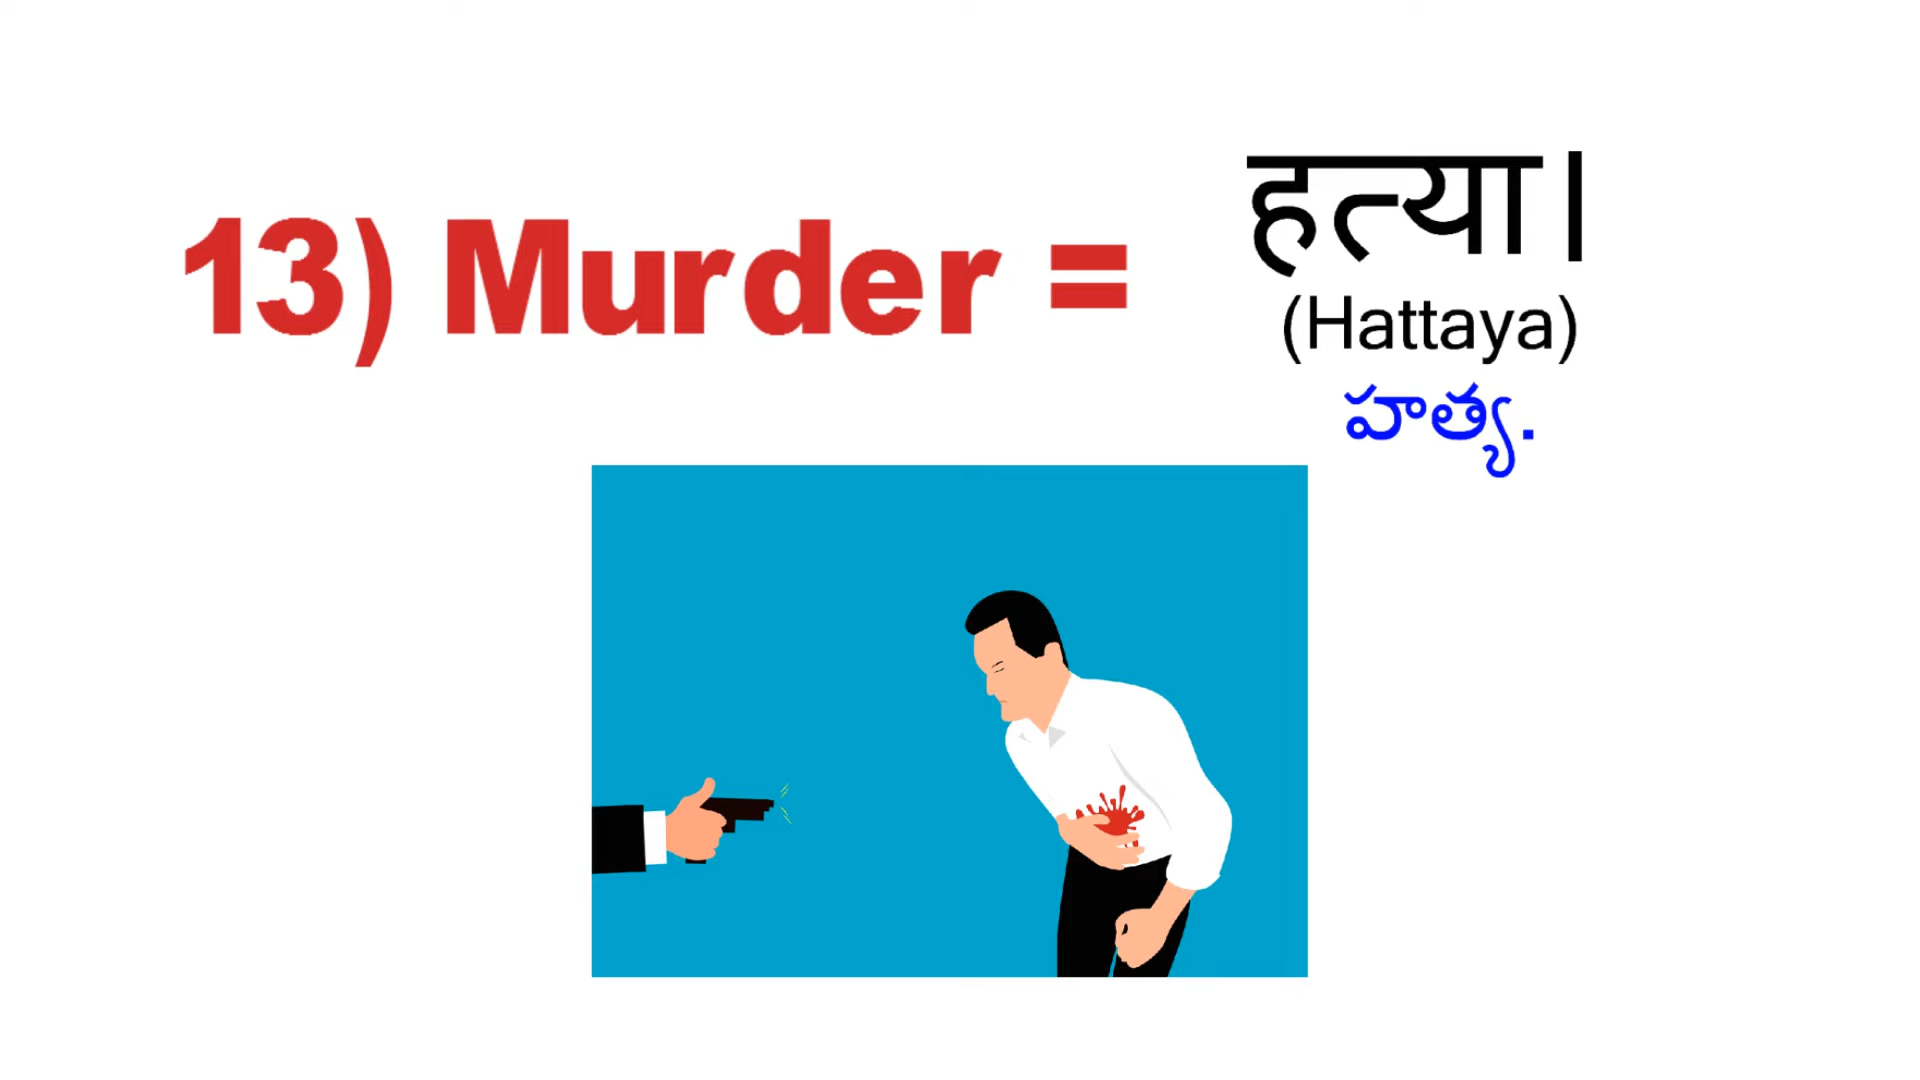 13) Murder =
हत्या।
(Hattaya)
హత్య.